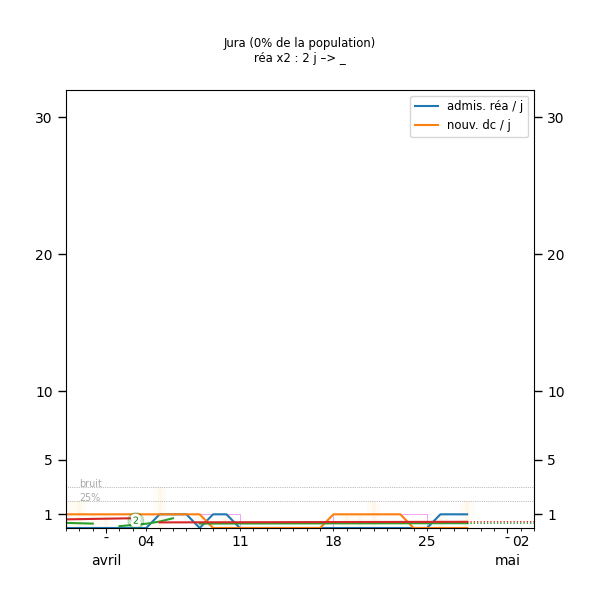 Jura (0% de la population)
réa x2 : 2 j –> _
admis. réa / j
nouv. dc / j
30 30
20 20
10 10
5 5
bruit
25%
2
1 1
- 04 11 18 25 - 02
avril mai